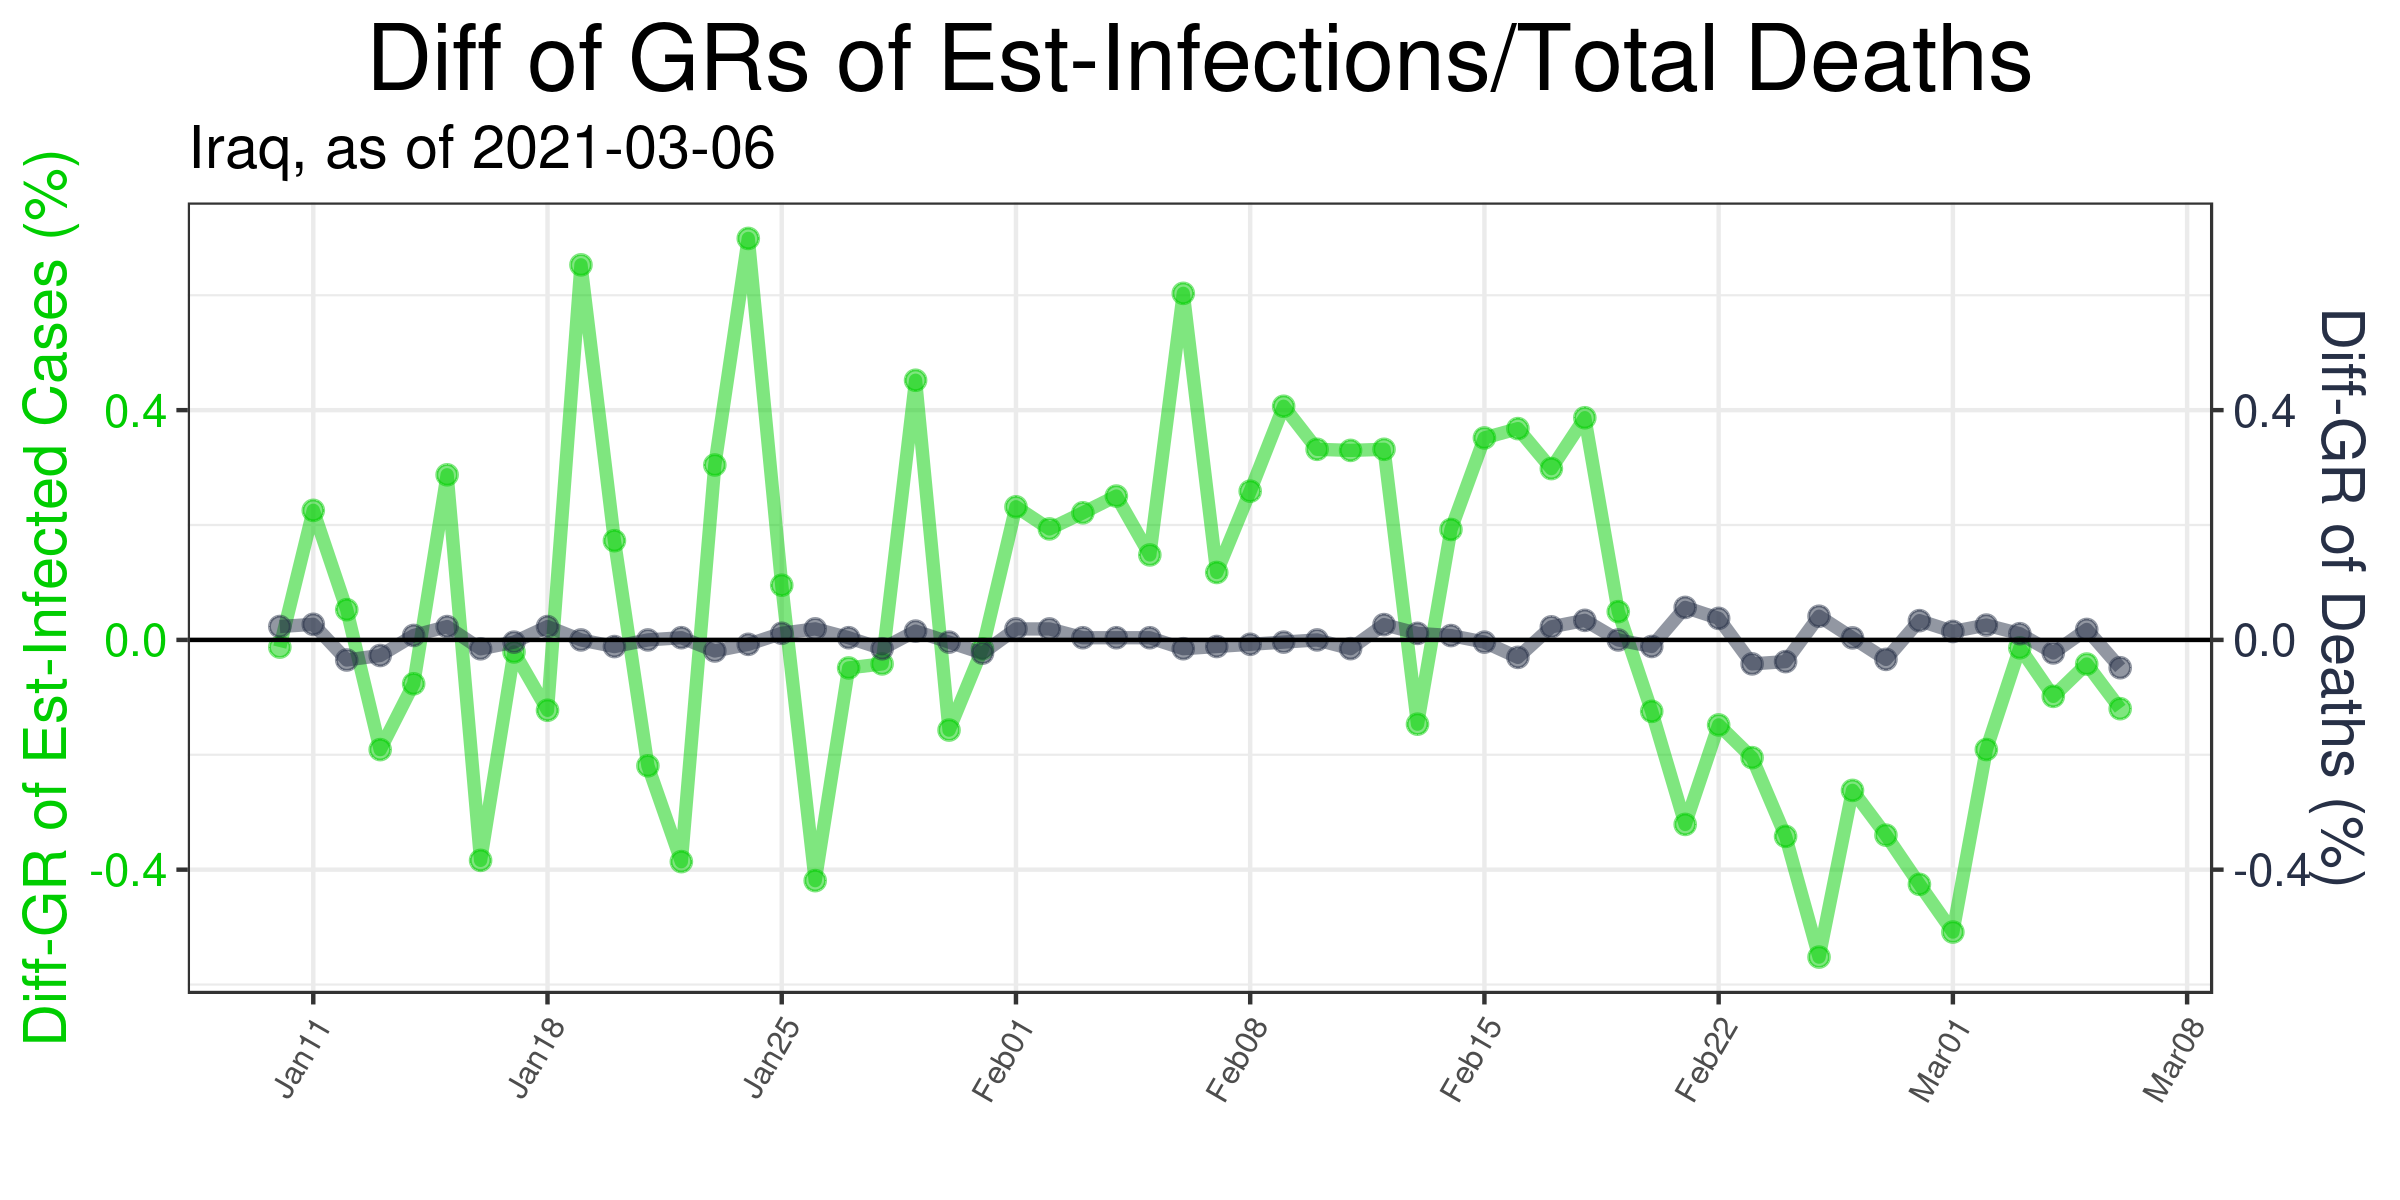 Diff of GRs of Est-Infections/Total Deaths
Iraq, as of 2021-03-06
Diff-GR of Est-Infected Cases (%)
0.4
0.0
-0.4
0.4
0.0
-0.4
Diff-GR of Deaths (%)
Jan11
Jan18
Jan25
Feb01
Feb08
Feb15
Feb22
Mar01
Mar08